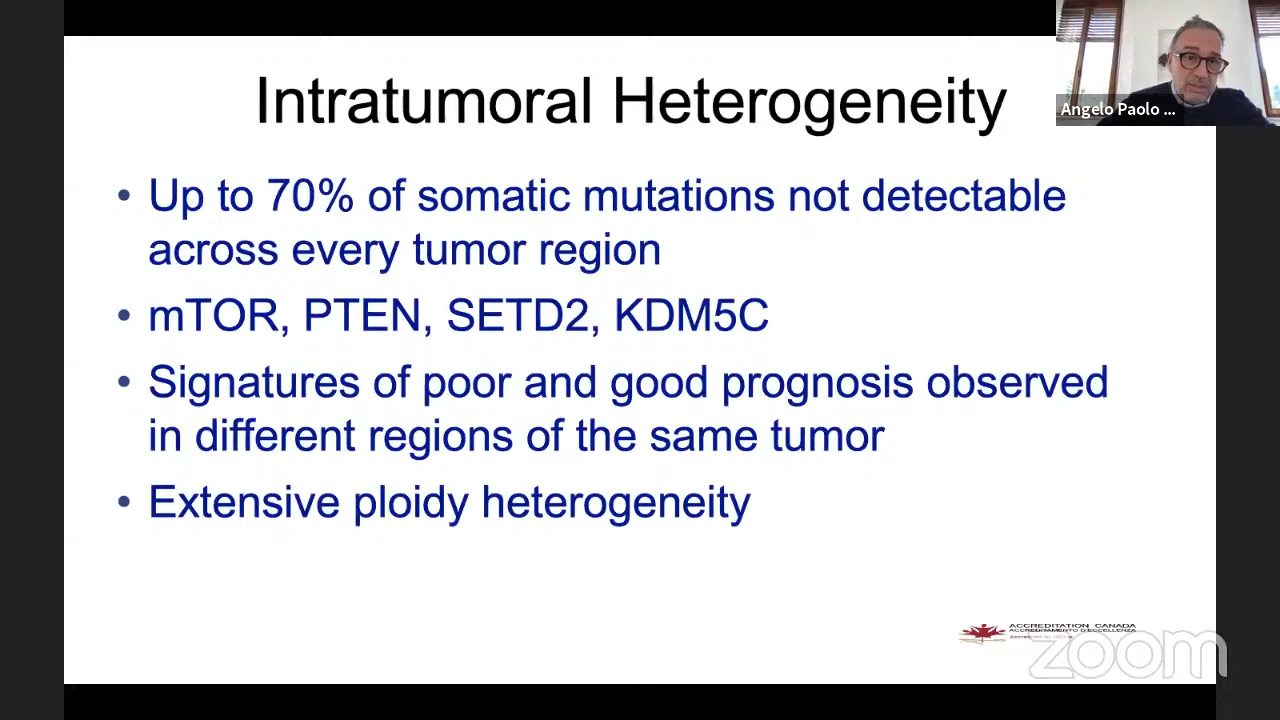 Intratumoral Heterogeneity
Angelo Paolo ...
• Up to 70% of somatic mutations not detectable
across every tumor region
• mTOR, PTEN, SETD2, KDM5C
• Signatures of poor and good prognosis observed
in different regions of the same tumor
• Extensive ploidy heterogeneity
ACCREDITATION CANADA
ACCREDITAMENTO D'ECCELLENZA
zoom